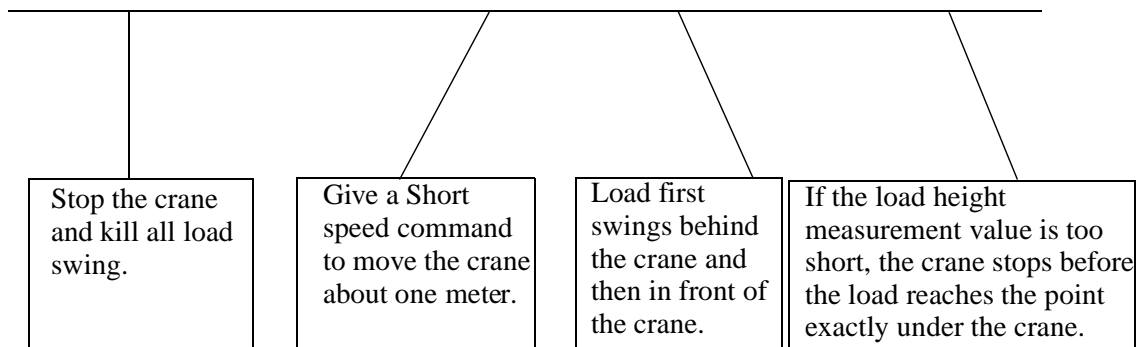 Stop the crane
and kill all load
swing.
Give a Short
speed command
to move the crane
about one meter.
Load first
swings behind
the crane and
then in front of
the crane.
If the load height
measurement value is too
short, the crane stops before
the load reaches the point
exactly under the crane.